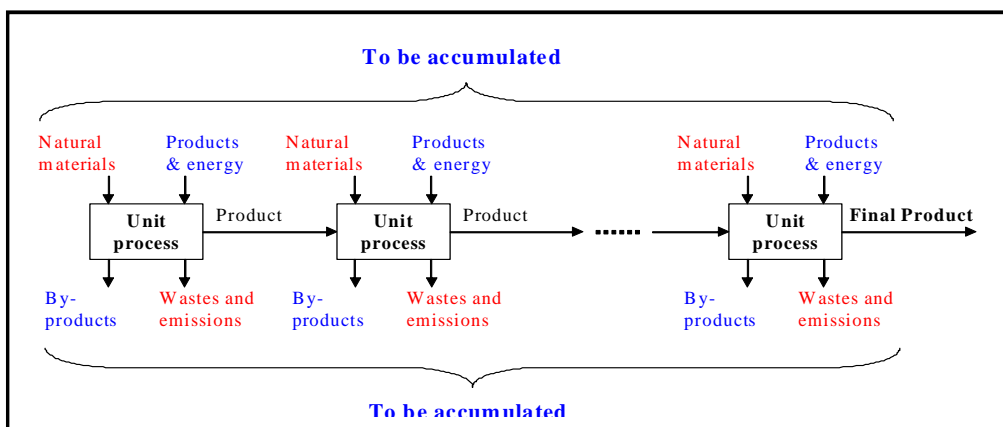 To be accumulated
Natural materials
Products & energy
Natural materials
Products & energy
Natural materials
Products & energy
Unit process
Product
Unit process
Product
......
Unit process
Final Product
By-products
Wastes and emissions
By-products
Wastes and emissions
By-products
Wastes and emissions
To be accumulated